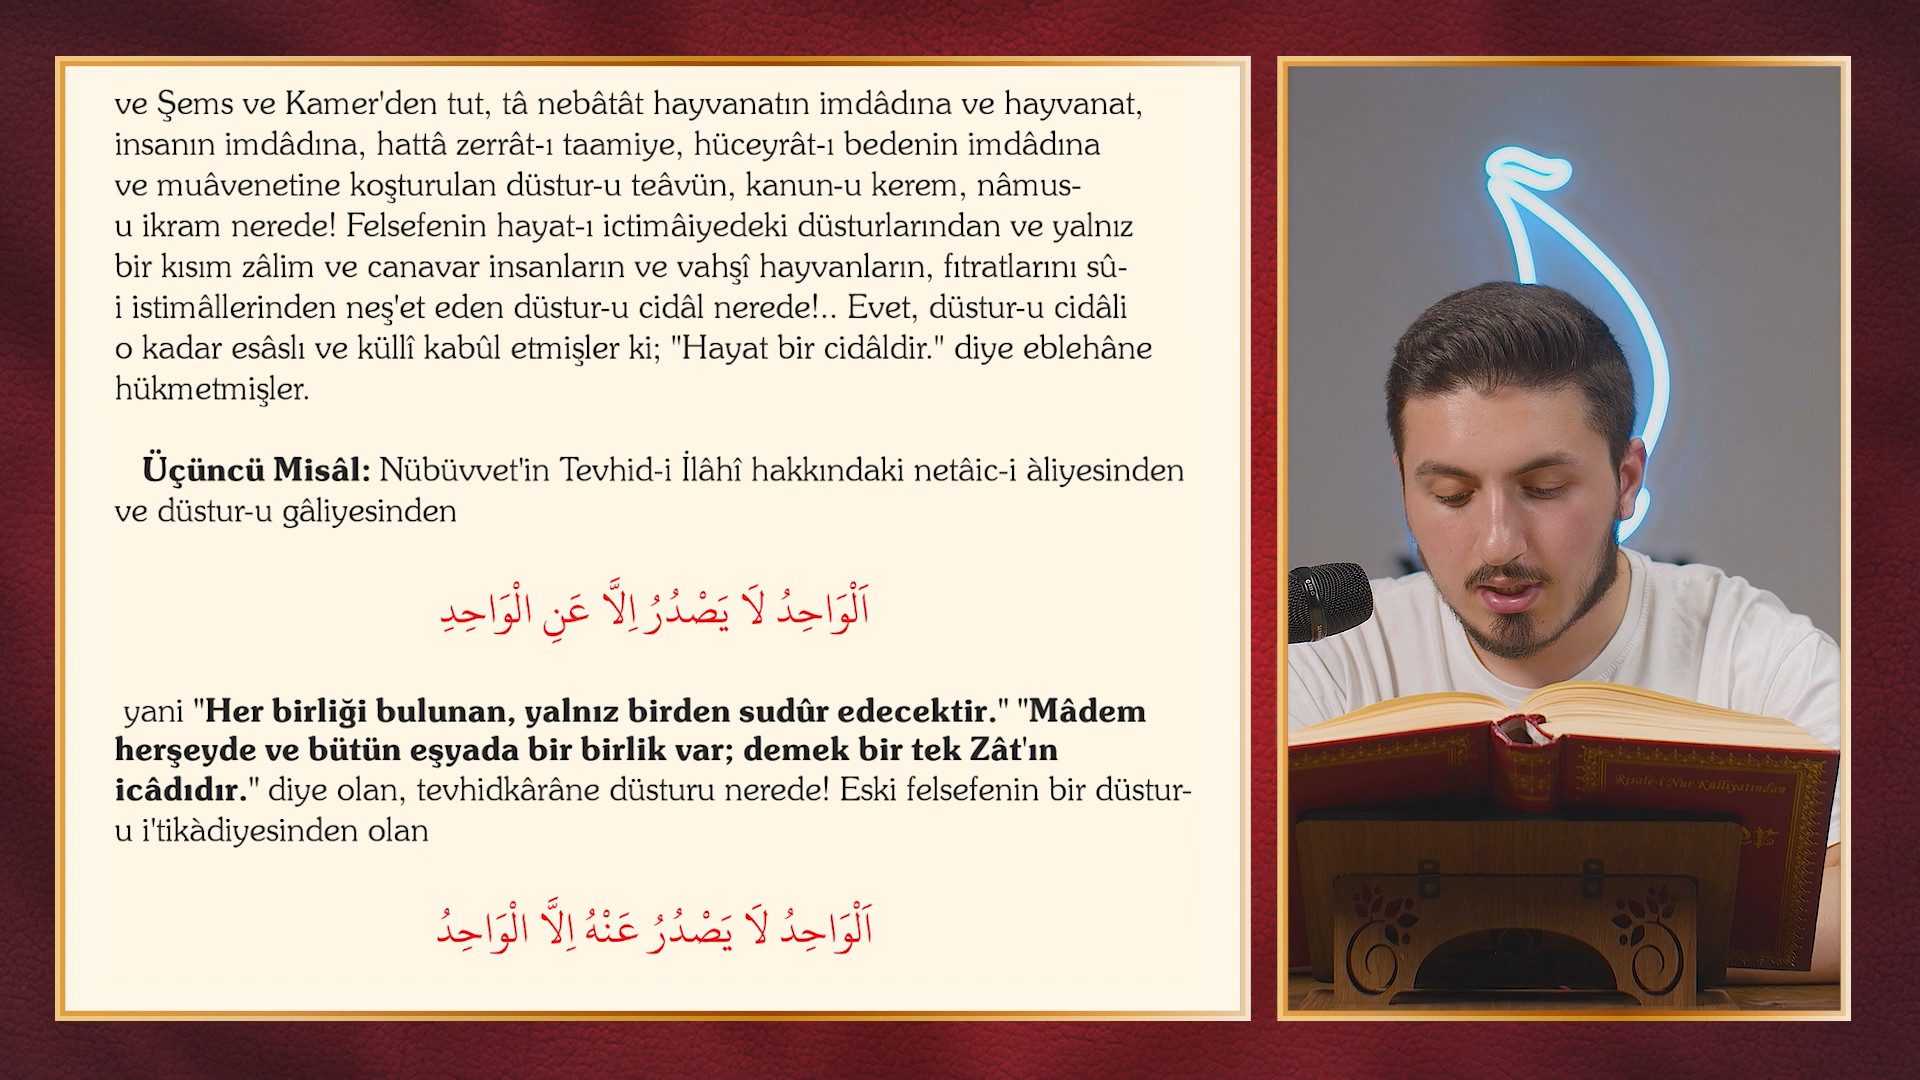 ve Şems ve Kamer'den tut, tâ nebâtât hayvanatın imdâdına ve hayvanat,
insanın imdâdına, hattâ zerrât-ı taamiye, hüceyrât-ı bedenin imdâdına
ve muâvenetine koşturulan düstur-u teâvün, kanun-u kerem, nâmus-
u ikram nerede! Felsefenin hayat-ı ictimâiyedeki düsturlarından ve yalnız
bir kısım zâlim ve canavar insanların ve vahşî hayvanların, fıtratlarını sû-
i istimâllerinden neş'et eden düstur-u cidâl nerede!.. Evet, düstur-u cidâli
o kadar esâslı ve küllî kabûl etmişler ki; "Hayat bir cidâldir." diye eblehâne
hükmetmişler.
Üçüncü Misâl: Nübüvvet'in Tevhid-i İlâhî hakkındaki netâic-i àliyesinden
ve düstur-u gâliyesinden
اَلْوَاحِدُ لَا يَصْدُرُ اِلَّا عَنِ الْوَاحِدِ
yani "Her birliği bulunan, yalnız birden sudûr edecektir." "Mâdem
herşeyde ve bütün eşyada bir birlik var; demek bir tek Zât'ın
icâdıdır." diye olan, tevhidkârâne düsturu nerede! Eski felsefenin bir düstur-
u i'tikàdiyesinden olan
اَلْوَاحِدُ لَا يَصْدُرُ عَنْهُ اِلَّا الْوَاحِدُ
Risale-i Nur Külliyatından